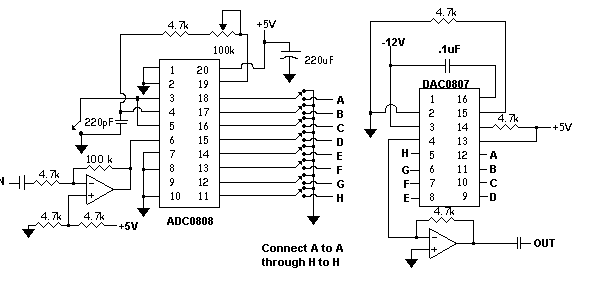 4.7k
100k
+5V
220uF
220pF
1 20
2 19
3 18
4 17
5 16
6 15
7 14
8 13
9 12
10 11
ADC0808
A
B
C
D
E
F
G
H
N
4.7k
100 k
4.7k
4.7k
+5V
Connect A to A
through H to H
4.7k
-12V
.1uF
DAC0807
1 16
2 15
3 14
4 13
5 12
6 11
7 10
8 9
4.7k
+5V
H A
G B
F C
E D
4.7k
OUT